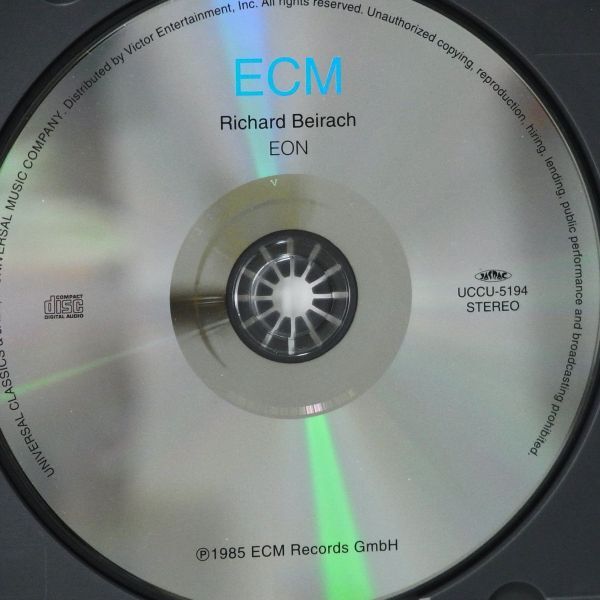 UNIVERSAL CLASSICS & 
UNIVERSAL MUSIC COMPANY. Distributed by Victor Entertainment, Inc. All rights reserved. Unauthorized copying, reproduction, hiring, lending, public performance and broadcasting prohibited.
ECM
Richard Beirach
EON
V
COMPACT
disc
DIGITAL AUDIO
JASRAC
UCCU-5194
STEREO
℗1985 ECM Records GmbH